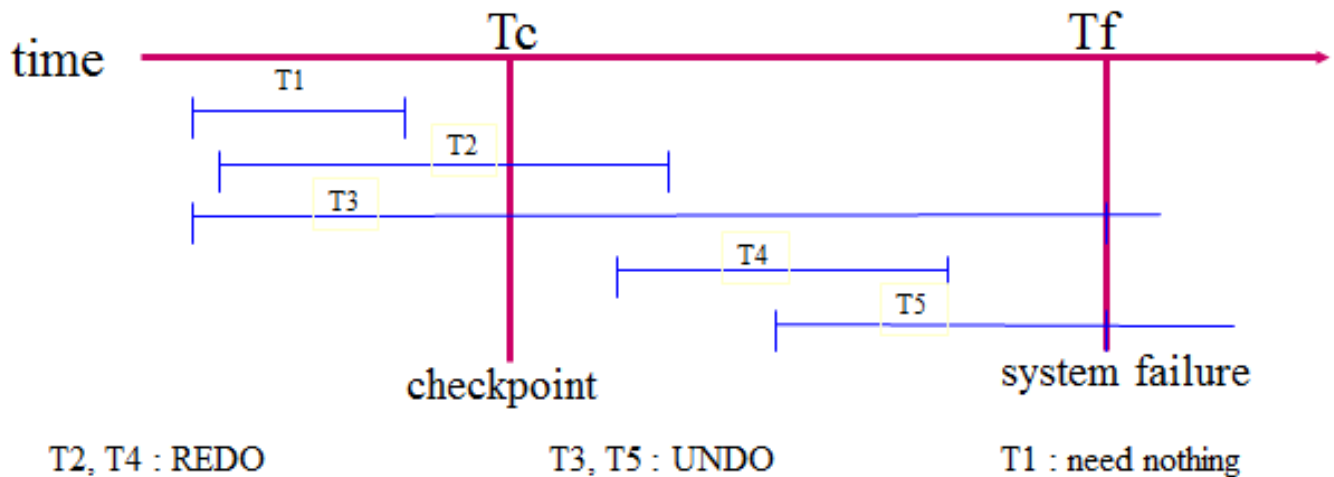 Tc
Tf
time
T1
T2
T3
T4
T5
checkpoint
system failure
T2, T4 : REDO
T3, T5 : UNDO
T1 : need nothing